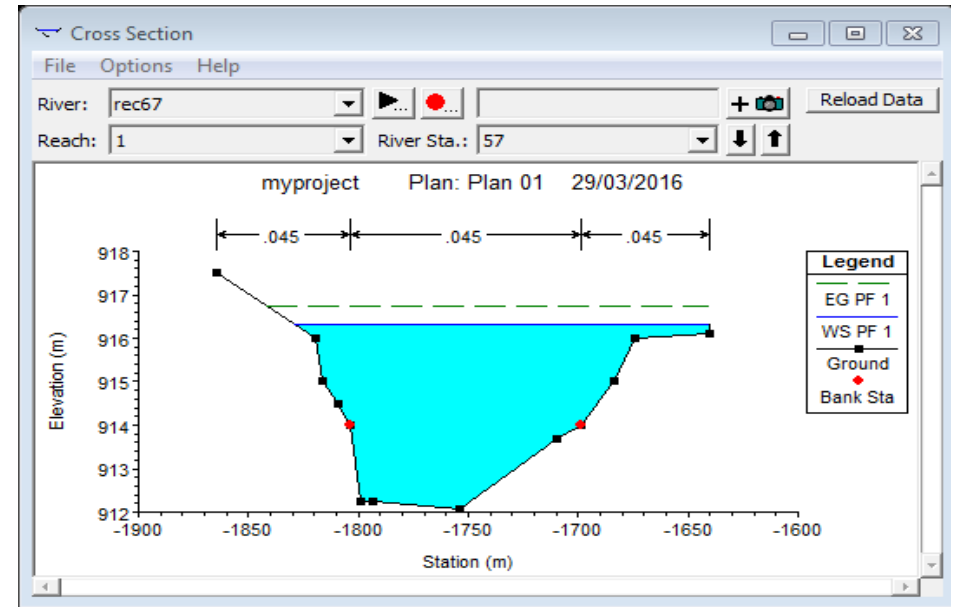 Cross Section
File Options Help
River: rec67 Reload Data
Reach: 1 River Sta.: 57
myproject Plan: Plan 01 29/03/2016
.045 .045 .045
918
917
916
915
914
913
912
Elevation (m)
-1900 -1850 -1800 -1750 -1700 -1650 -1600
Station (m)
Legend
EG PF 1
WS PF 1
Ground
Bank Sta